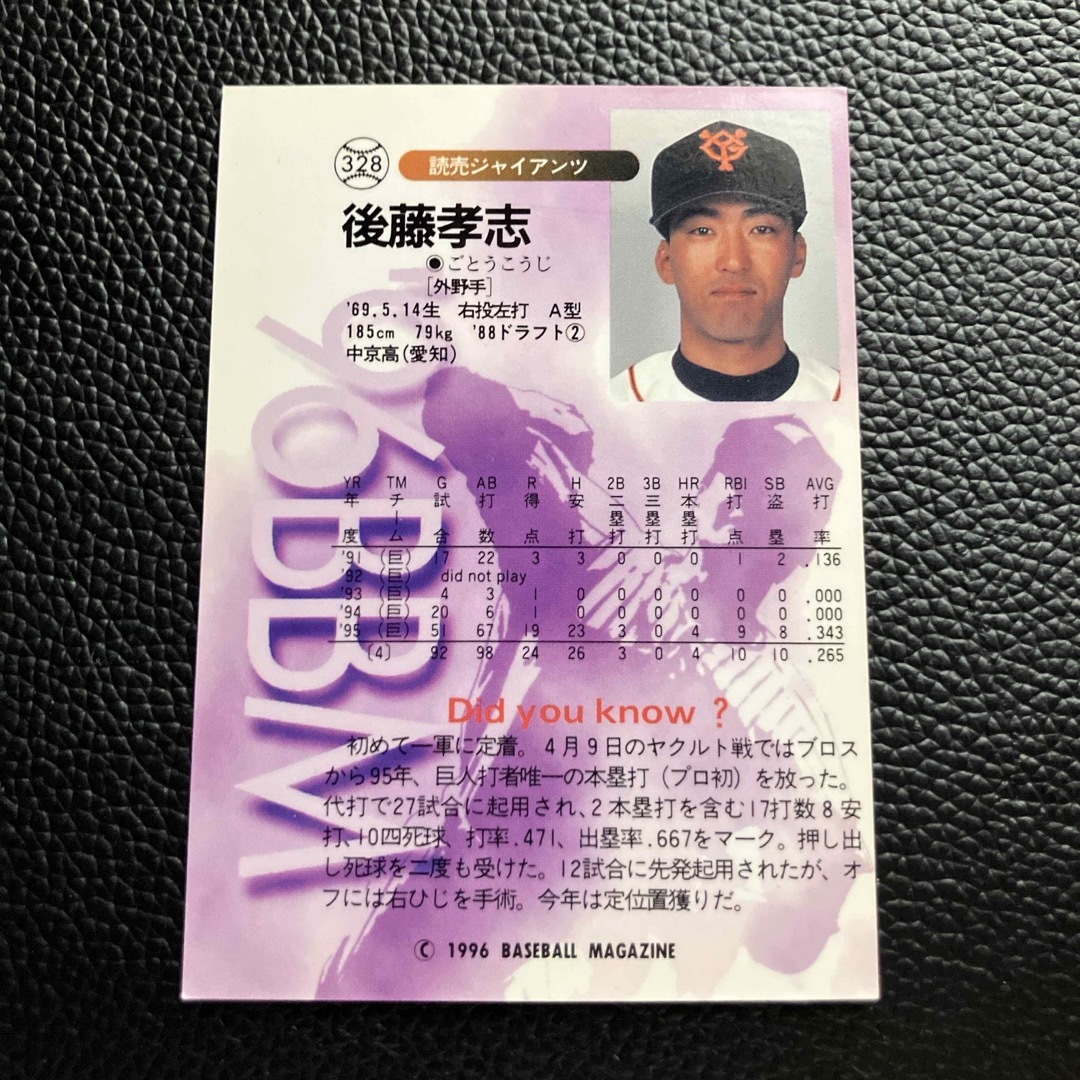 328 読売ジャイアンツ
YG
後藤孝志
◉ごとうこうじ
[外野手]
'69.5.14生 右投左打 A型
185cm 79kg '88ドラフト②
中京高(愛知)
'96BBM
YR TM G AB R H 2B 3B HR RBI SB AVG
年度 チーム 試合 打数 得点 安打 二塁打 三塁打 本塁打 打点 盗塁 打率
'91 (巨) 17 22 3 3 0 0 0 1 2 .136
'92 (巨) did not play
'93 (巨) 4 3 1 0 0 0 0 0 0 .000
'94 (巨) 20 6 1 0 0 0 0 0 0 .000
'95 (巨) 51 67 19 23 3 0 4 9 8 .343
〔4〕 92 98 24 26 3 0 4 10 10 .265
Did you know ?
初めて一軍に定着。4月9日のヤクルト戦ではブロス
から95年、巨人打者唯一の本塁打（プロ初）を放った。
代打で27試合に起用され、2本塁打を含む17打数8安
打、10四死球、打率.471、出塁率.667をマーク。押し出
し死球を二度も受けた。12試合に先発起用されたが、オ
フには右ひじを手術。今年は定位置獲りだ。
© 1996 BASEBALL MAGAZINE